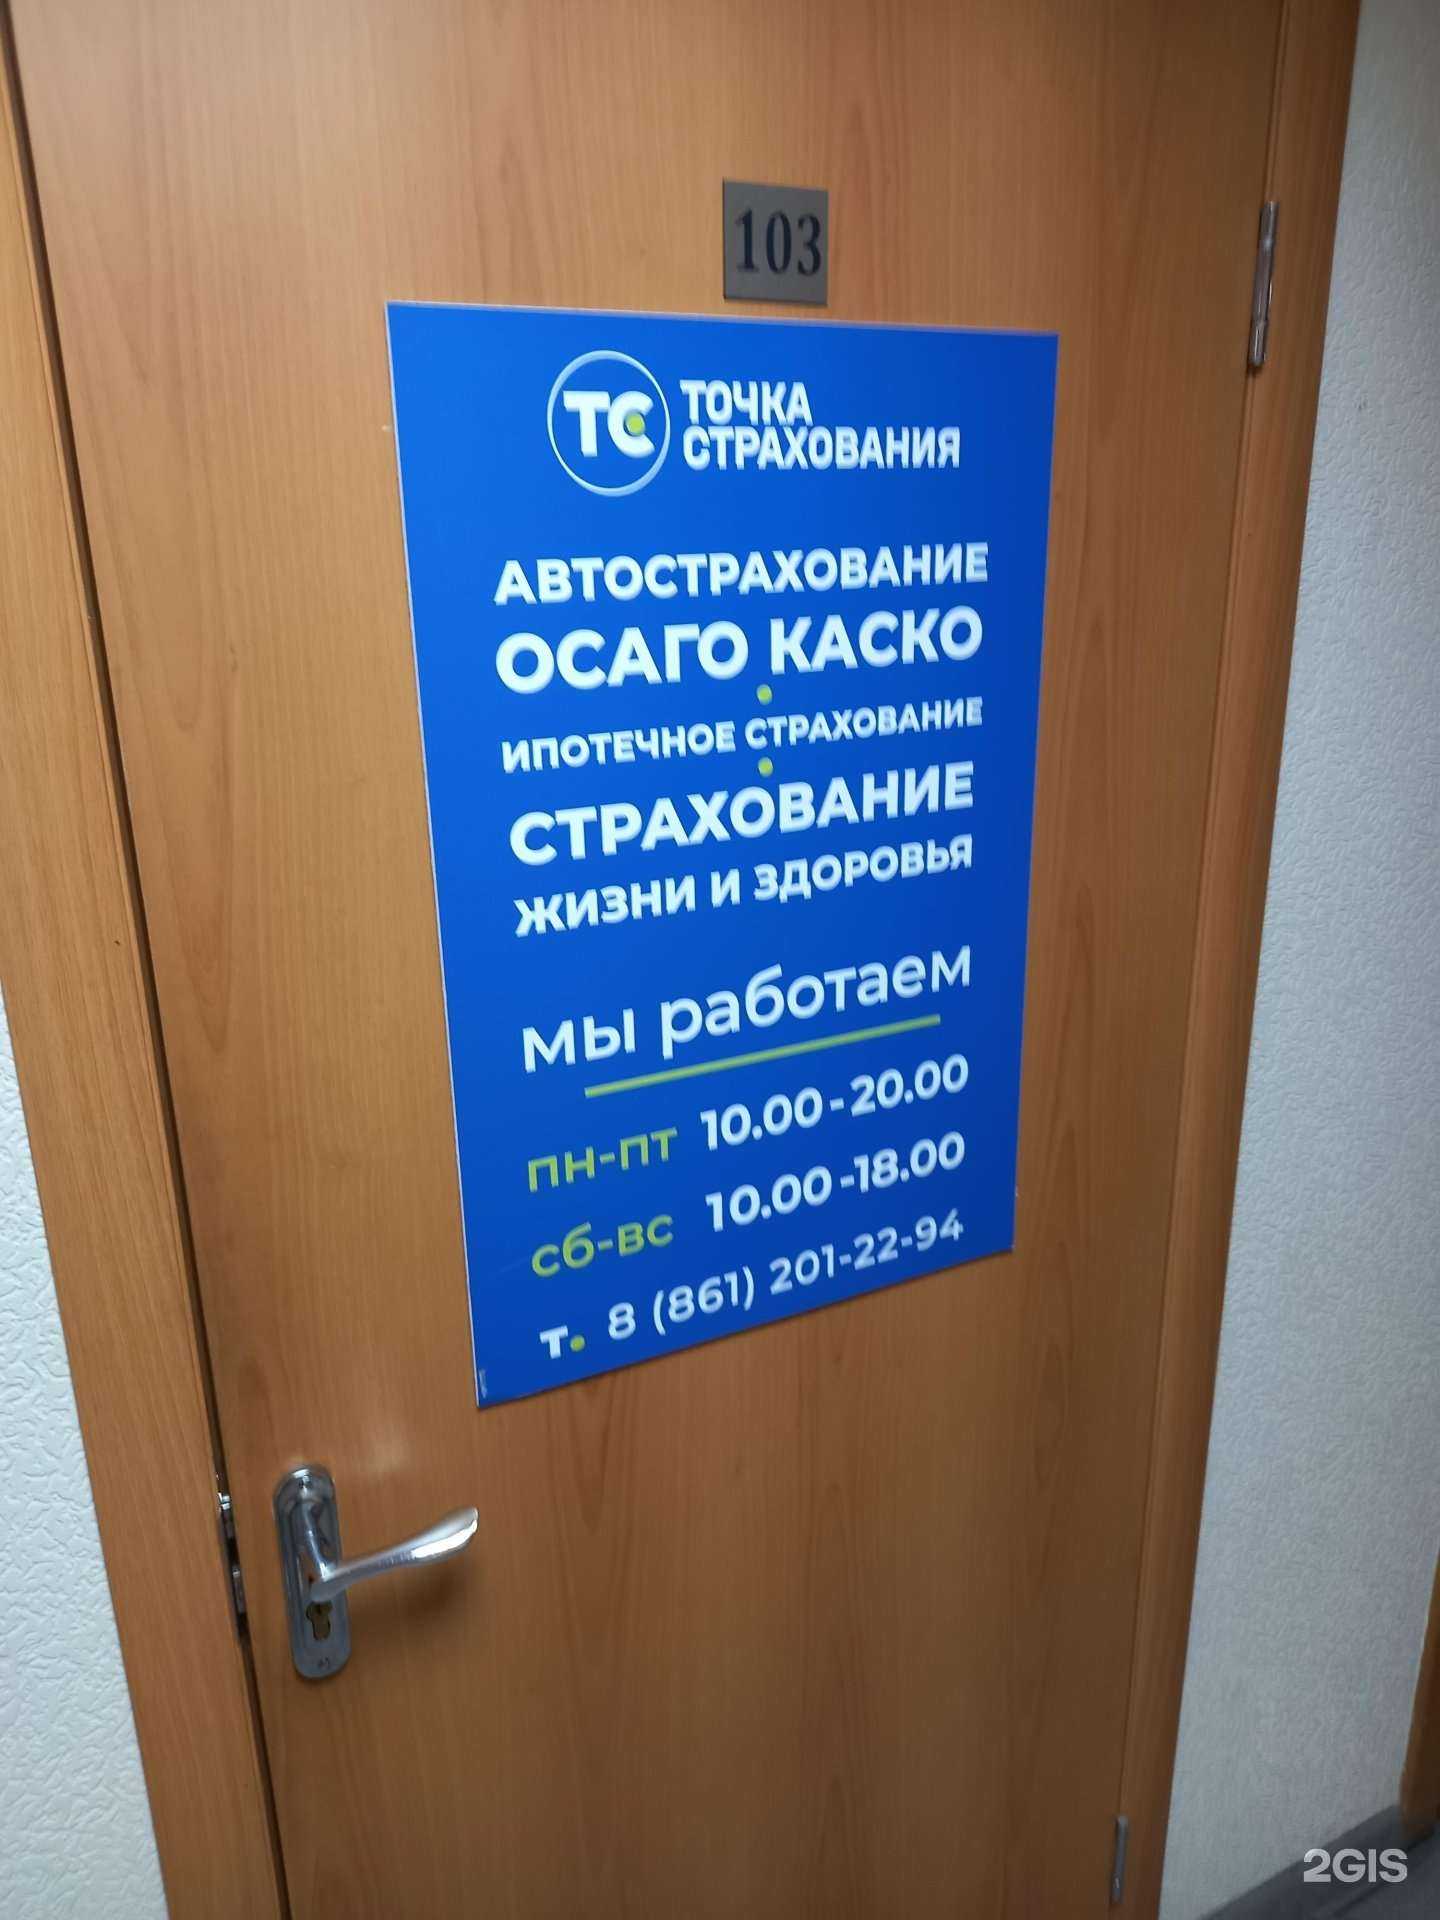 103
ТС ТОЧКА
СТРАХОВАНИЯ
АВТОСТРАХОВАНИЕ
ОСАГО КАСКО
ИПОТЕЧНОЕ СТРАХОВАНИЕ
СТРАХОВАНИЕ
ЖИЗНИ И ЗДОРОВЬЯ
мы работаем
пн-пт 10.00-20.00
сб-вс 10.00-18.00
т. 8 (861) 201-22-94
2GIS